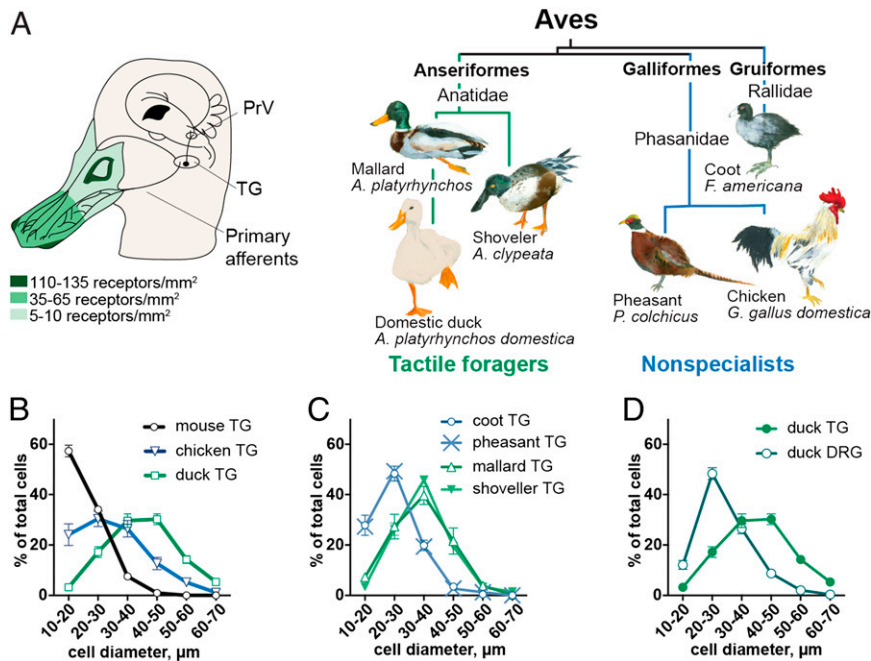 A
PrV
TG
Primary
afferents
110-135 receptors/mm²
35-65 receptors/mm²
5-10 receptors/mm²
Aves
Anseriformes
Galliformes
Gruiformes
Anatidae
Rallidae
Phasanidae
Mallard
A. platyrhynchos
Coot
F. americana
Shoveler
A. clypeata
Pheasant
P. colchicus
Chicken
G. gallus domestica
Domestic duck
A. platyrhynchos domestica
Tactile foragers
Nonspecialists
B
mouse TG
chicken TG
duck TG
% of total cells
60
40
20
0
10-20
20-30
30-40
40-50
50-60
60-70
cell diameter, µm
C
coot TG
pheasant TG
mallard TG
shoveller TG
% of total cells
60
40
20
0
10-20
20-30
30-40
40-50
50-60
60-70
cell diameter, µm
D
duck TG
duck DRG
% of total cells
60
40
20
0
10-20
20-30
30-40
40-50
50-60
60-70
cell diameter, µm